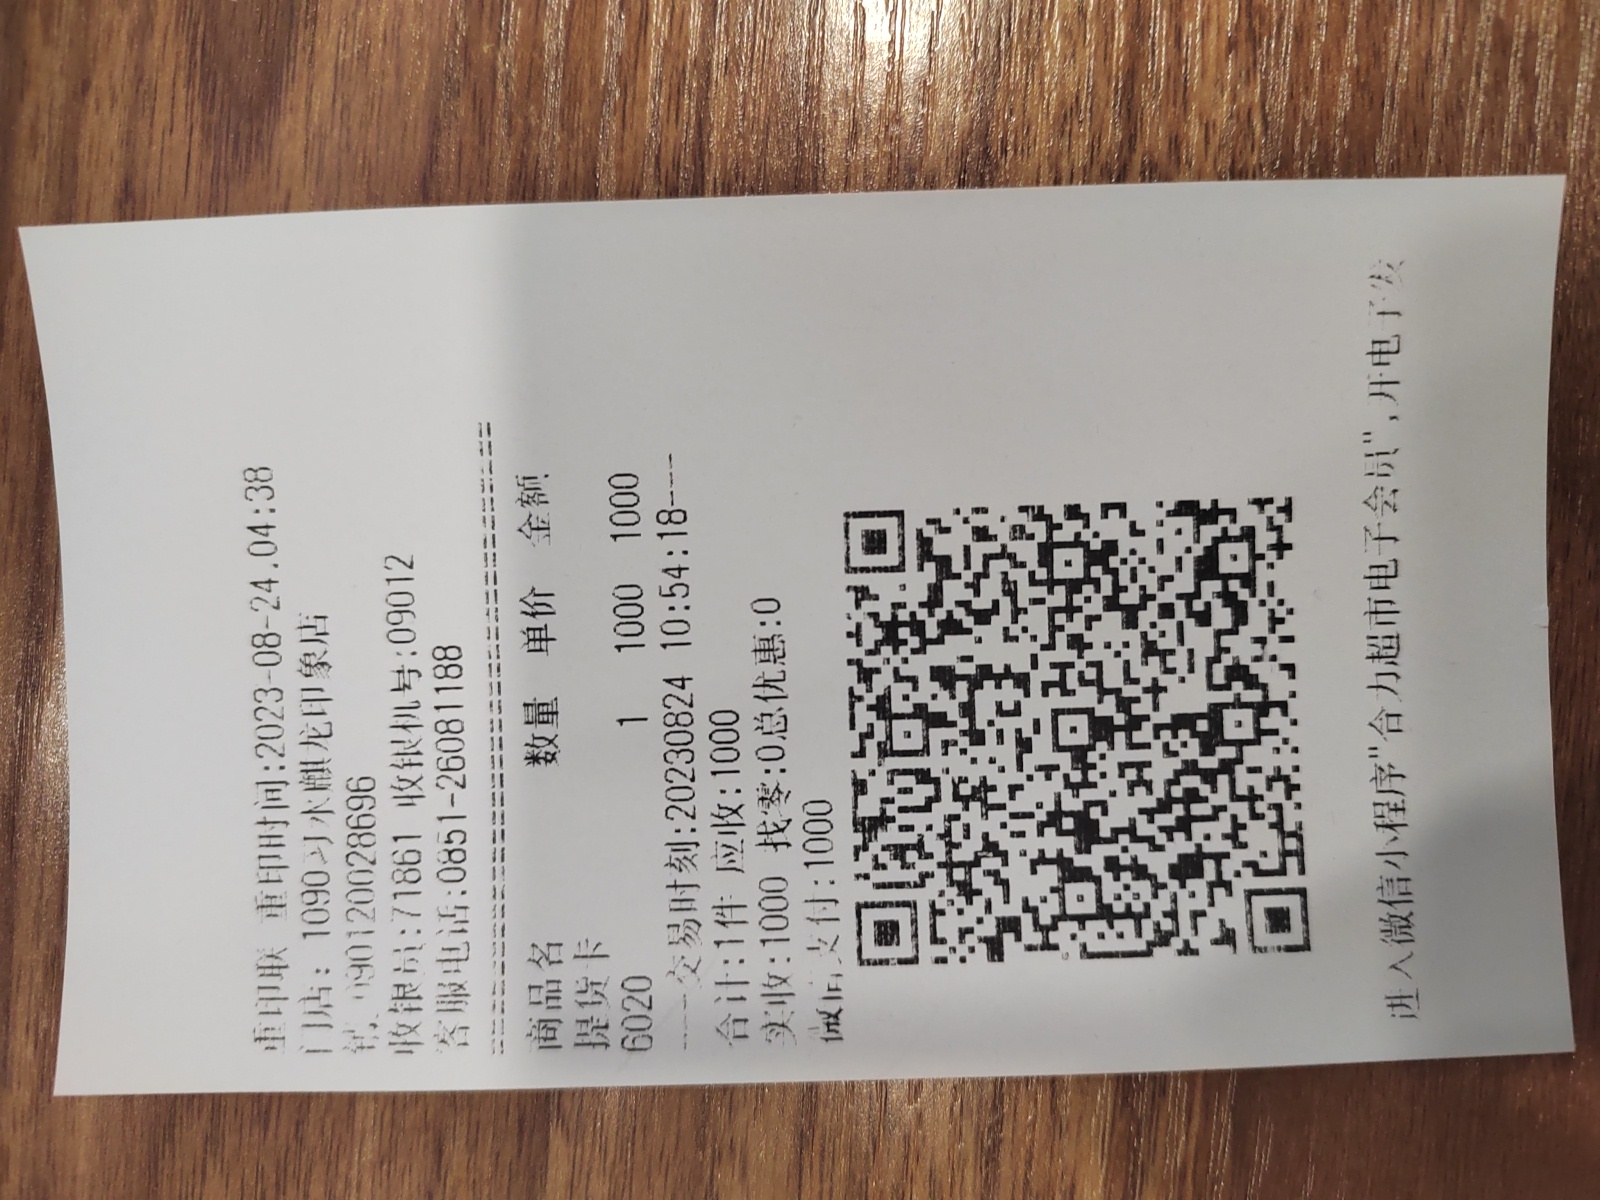 重印联 重印时间:2023-08-24.04:38
门店: 1090习水麒龙印象店
090120028696
收银员:71861 收银机号:09012
客服电话:0851-26081188
商品名 数量 单价 金额
提货卡
6020 1 1000 1000
----交易时刻:20230824 10:54:18---
合计:1件 应收:1000
实收:1000 找零:0总优惠:0
微信支付:1000
进入微信小程序"合力超市电子会员",开电子发